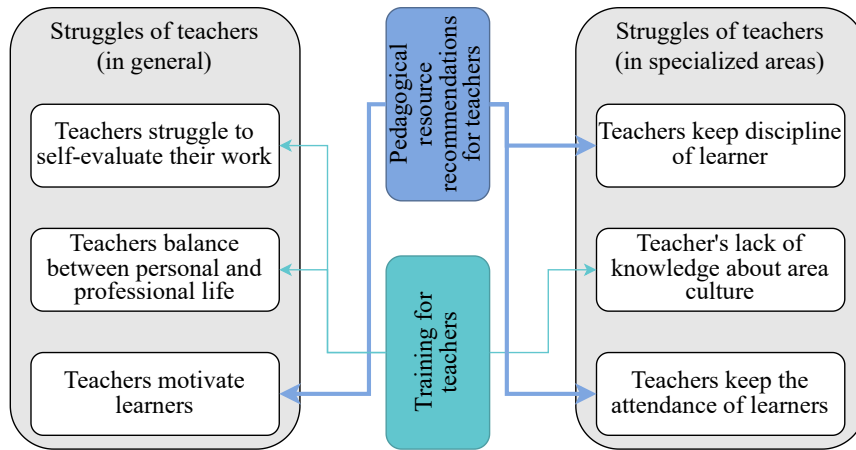 Struggles of teachers
(in general)
Teachers struggle to
self-evaluate their work
Teachers balance
between personal and
professional life
Teachers motivate
learners
Pedagogical
resource
recommendations
for teachers
Training for
teachers
Struggles of teachers
(in specialized areas)
Teachers keep discipline
of learner
Teacher's lack of
knowledge about area
culture
Teachers keep the
attendance of learners